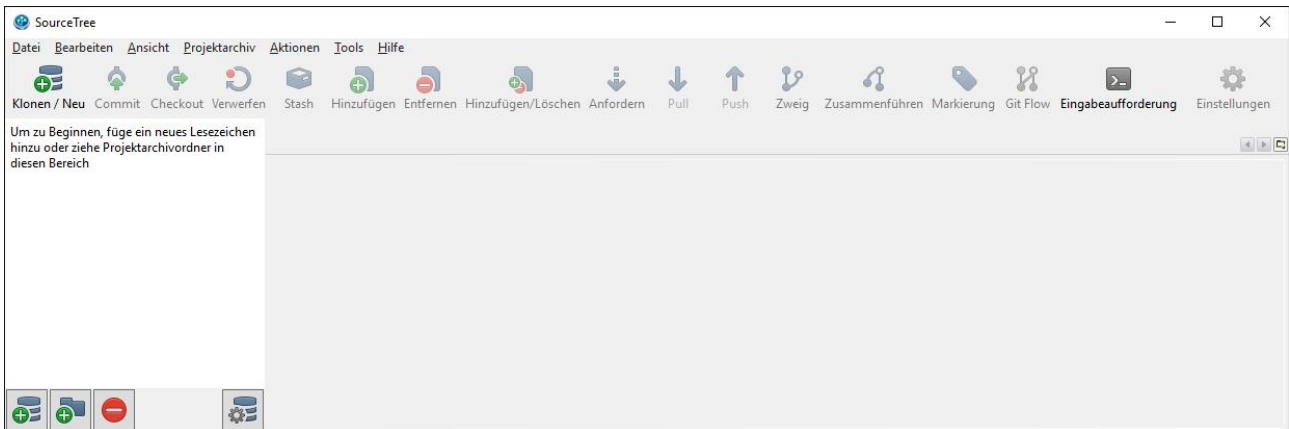 SourceTree
Datei Bearbeiten Ansicht Projektarchiv Aktionen Tools Hilfe
Klonen / Neu Commit Checkout Verwerfen Stash Hinzufügen Entfernen Hinzufügen/Löschen Anfordern Pull Push Zweig Zusammenführen Markierung Git Flow Eingabeaufforderung Einstellungen
Um zu Beginnen, füge ein neues Lesezeichen
hinzu oder ziehe Projektarchivordner in
diesen Bereich